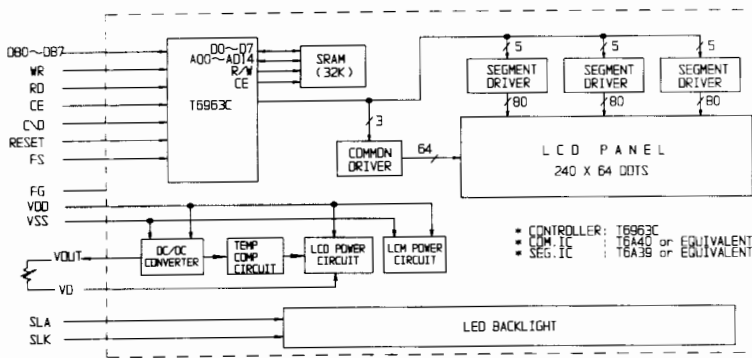 DB0~DB7
WR
RD
CE
C\D
RESET
FS
FG
VDD
VSS
VOUT
VO
SLA
SLK
T6963C
D0~D7
AD0~AD14
R/W
CE
SRAM
(32K)
3
COMMON
DRIVER
64
5
5
5
SEGMENT
DRIVER
SEGMENT
DRIVER
SEGMENT
DRIVER
80
80
80
LCD PANEL
240 X 64 DOTS
DC/DC
CONVERTER
TEMP
COMP
CIRCUIT
LCD POWER
CIRCUIT
LCM POWER
CIRCUIT
* CONTROLLER: T6963C
* COM.IC : T6A40 or EQUIVALENT
* SEG.IC : T6A39 or EQUIVALENT
LED BACKLIGHT